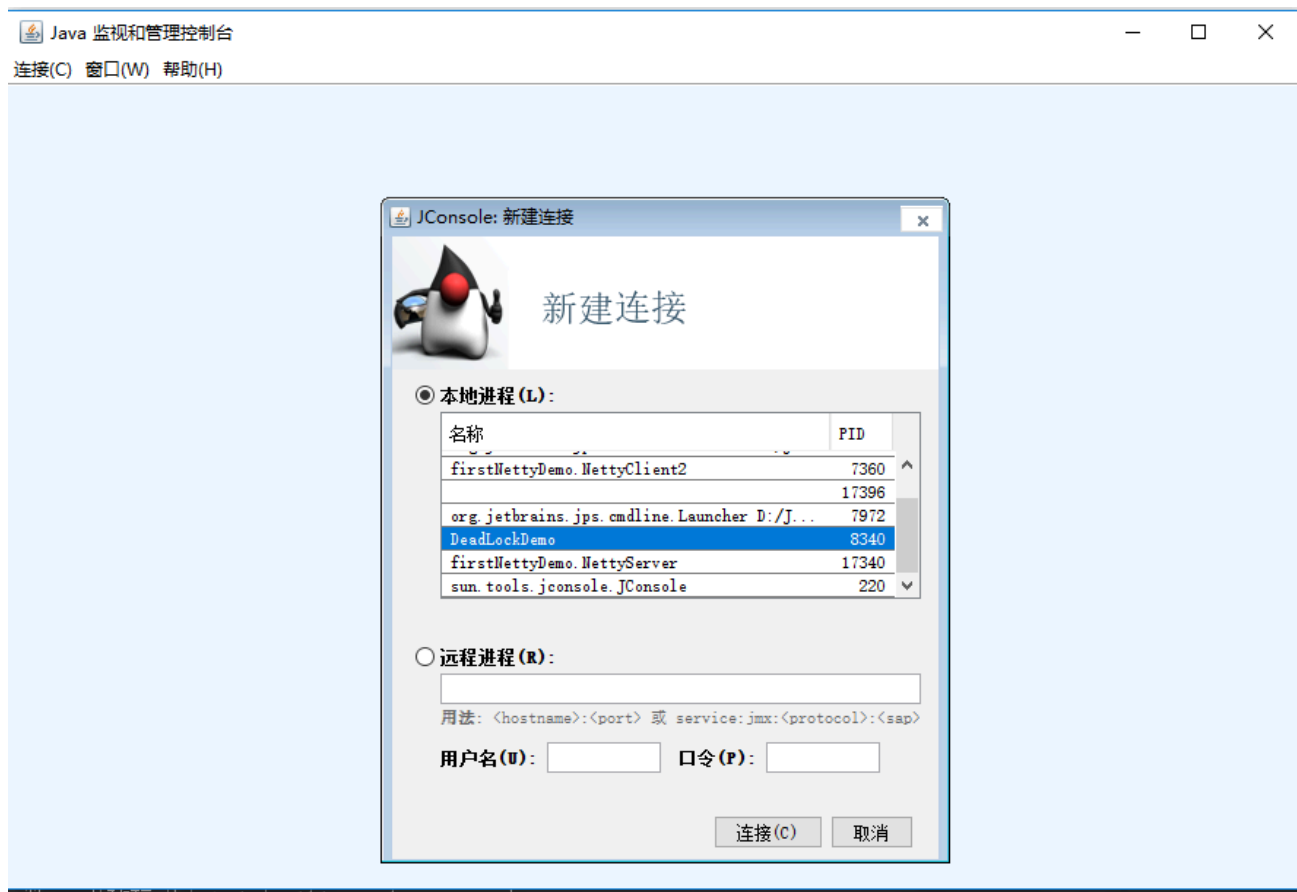 Java 监视和管理控制台
连接(C) 窗口(W) 帮助(H)
JConsole: 新建连接
新建连接
本地进程(L):
名称 PID
firstNettyDemo.NettyClient2 7360
17396
org.jetbrains.jps.cmdline.Launcher D:/J... 7972
DeadLockDemo 8340
firstNettyDemo.NettyServer 17340
sun.tools.jconsole.JConsole 220
远程进程(R):
用法: <hostname>:<port> 或 service:jmx:<protocol>:<sap>
用户名(U): 口令(P):
连接(C) 取消